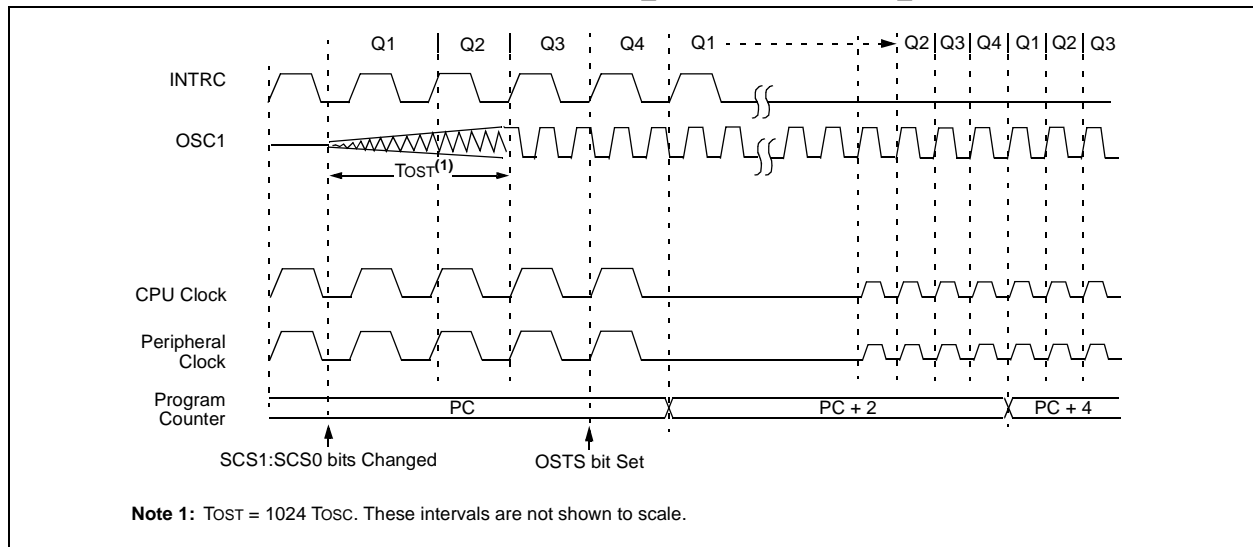 Q1 Q2 Q3 Q4 Q1 Q2 Q3 Q4 Q1 Q2 Q3
INTRC
OSC1
TOST(1)
CPU Clock
Peripheral
Clock
Program
Counter
PC PC + 2 PC + 4
SCS1:SCS0 bits Changed OSTS bit Set
Note 1: TOST = 1024 TOSC. These intervals are not shown to scale.